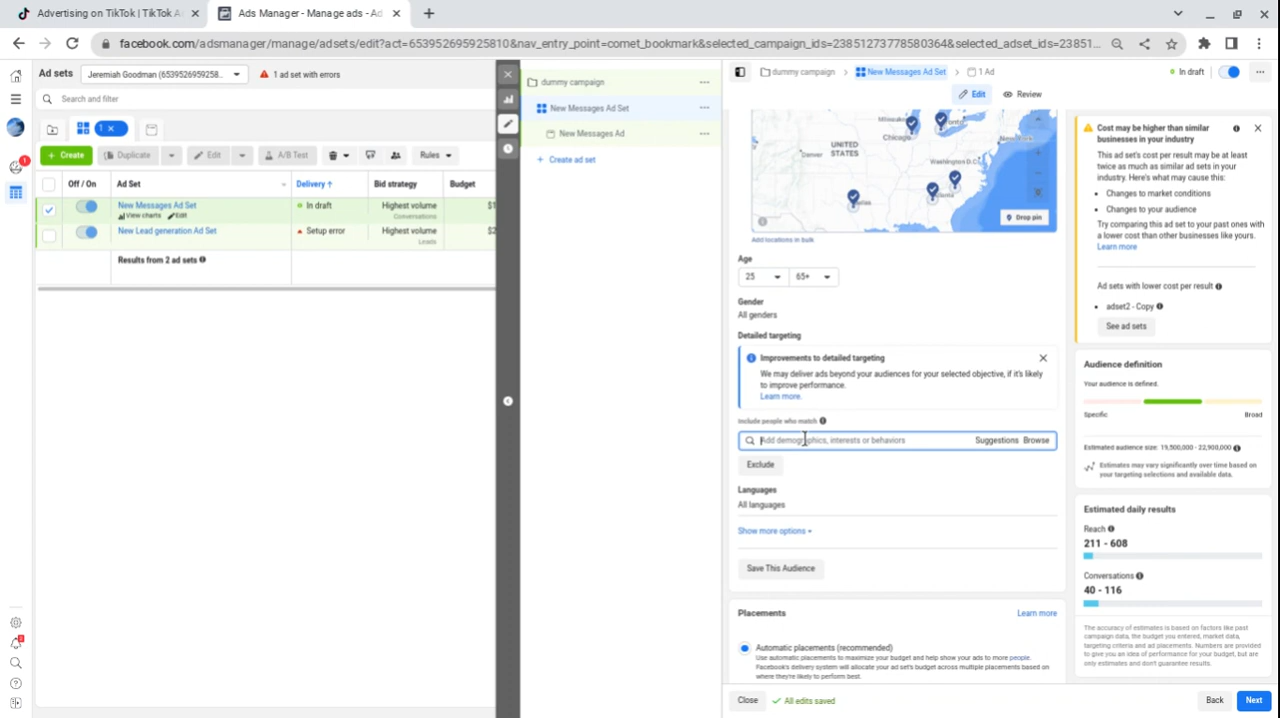 Advertising on TikTok | TikTok A
Ads Manager - Manage ads - Ad
facebook.com/adsmanager/manage/adsets/edit?act=653952695925810&nav_entry_point=comet_bookmark&selected_campaign_ids=23851273778580364&selected_adset_ids=23851...
Ad sets
Jeremiah Goodman (6539526959258...
1 ad set with errors
Search and filter
1
+ Create
Duplicate
Edit
A/B Test
Rules
Off / On
Ad Set
Delivery ↑
Bid strategy
Budget
New Messages Ad Set
View charts
Edit
In draft
Highest volume
Conversations
New Lead generation Ad Set
Setup error
Highest volume
Leads
Results from 2 ad sets
dummy campaign
New Messages Ad Set
New Messages Ad
+ Create ad set
dummy campaign
New Messages Ad Set
1 Ad
In draft
Edit
Review
Chicago
Denver
UNITED
STATES
Washington D.C.
Drop pin
Add locations in bulk
Age
25
65+
Gender
All genders
Detailed targeting
Improvements to detailed targeting
We may deliver ads beyond your audiences for your selected objective, if it's likely
to improve performance.
Learn more.
Include people who match
Add demographics, interests or behaviors
Suggestions
Browse
Exclude
Languages
All languages
Show more options
Save This Audience
Placements
Learn more
Automatic placements (recommended)
Use automatic placements to maximize your budget and help show your ads to more people.
Facebook's delivery system will allocate your ad set's budget across multiple placements based on
where they're likely to perform best.
Close
All edits saved
Back
Next
Cost may be higher than similar
businesses in your industry
This ad set's cost per result may be at least
twice as much as similar ad sets in your
industry. Here's what may cause this:
• Changes to market conditions
• Changes to your audience
Try comparing this ad set to your past ones with
a lower cost than other businesses like yours.
Learn more
Ad sets with lower cost per result
• adset2 - Copy
See ad sets
Audience definition
Your audience is defined.
Specific
Broad
Estimated audience size: 19,500,000 - 22,900,000
Estimates may vary significantly over time based on
your targeting selections and available data.
Estimated daily results
Reach
211 - 608
Conversations
40 - 116
The accuracy of estimates is based on factors like past
campaign data, the budget you entered, market data,
targeting criteria and ad placements. Numbers are provided
to give you an idea of performance for your budget, but are
only estimates and don't guarantee results.